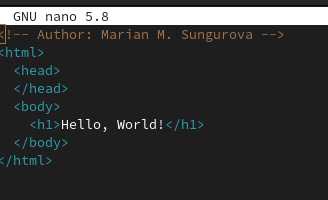 GNU nano 5.8
<!-- Author: Marian M. Sungurova -->
<html>
  <head>
  </head>
  <body>
    <h1>Hello, World!</h1>
  </body>
</html>